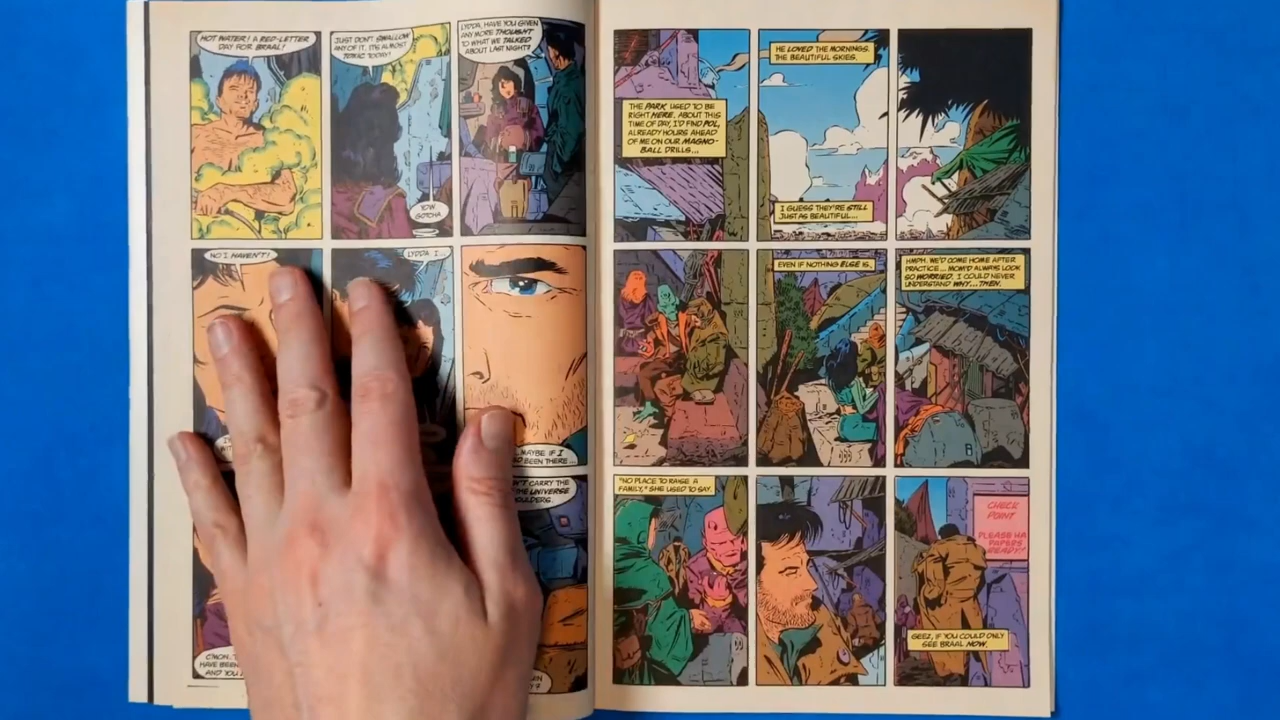 HOT WATER! A RED-LETTER
DAY FOR BRAAL!
JUST DON'T SWALLOW
ANY OF IT. IT'S ALMOST
TOXIC TODAY!
YOW
GOTCHA
LYDDA, HAVE YOU GIVEN
ANY MORE THOUGHT
TO WHAT WE TALKED
ABOUT LAST NIGHT?
NO I HAVEN'T!
LYDDA I...
MAYBE IF I
BEEN THERE...
CARRY THE
THE UNIVERSE
C'MON.
HAVE BEEN
AND YOU
THE PARK USED TO BE
RIGHT HERE. ABOUT THIS
TIME OF DAY, I'D FIND POL,
ALREADY HOURS AHEAD
OF ME ON OUR MAGNO-
BALL DRILLS...
HE LOVED THE MORNINGS.
THE BEAUTIFUL SKIES.
I GUESS THEY'RE STILL
JUST AS BEAUTIFUL...
EVEN IF NOTHING ELSE IS.
HMPH. WE'D COME HOME AFTER
PRACTICE... MOM'D ALWAYS LOOK
SO WORRIED. I COULD NEVER
UNDERSTAND WHY...THEN.
"NO PLACE TO RAISE A
FAMILY," SHE USED TO SAY.
CHECK
POINT
PLEASE HA
PAPERS
READY!
GEEZ, IF YOU COULD ONLY
SEE BRAAL NOW.